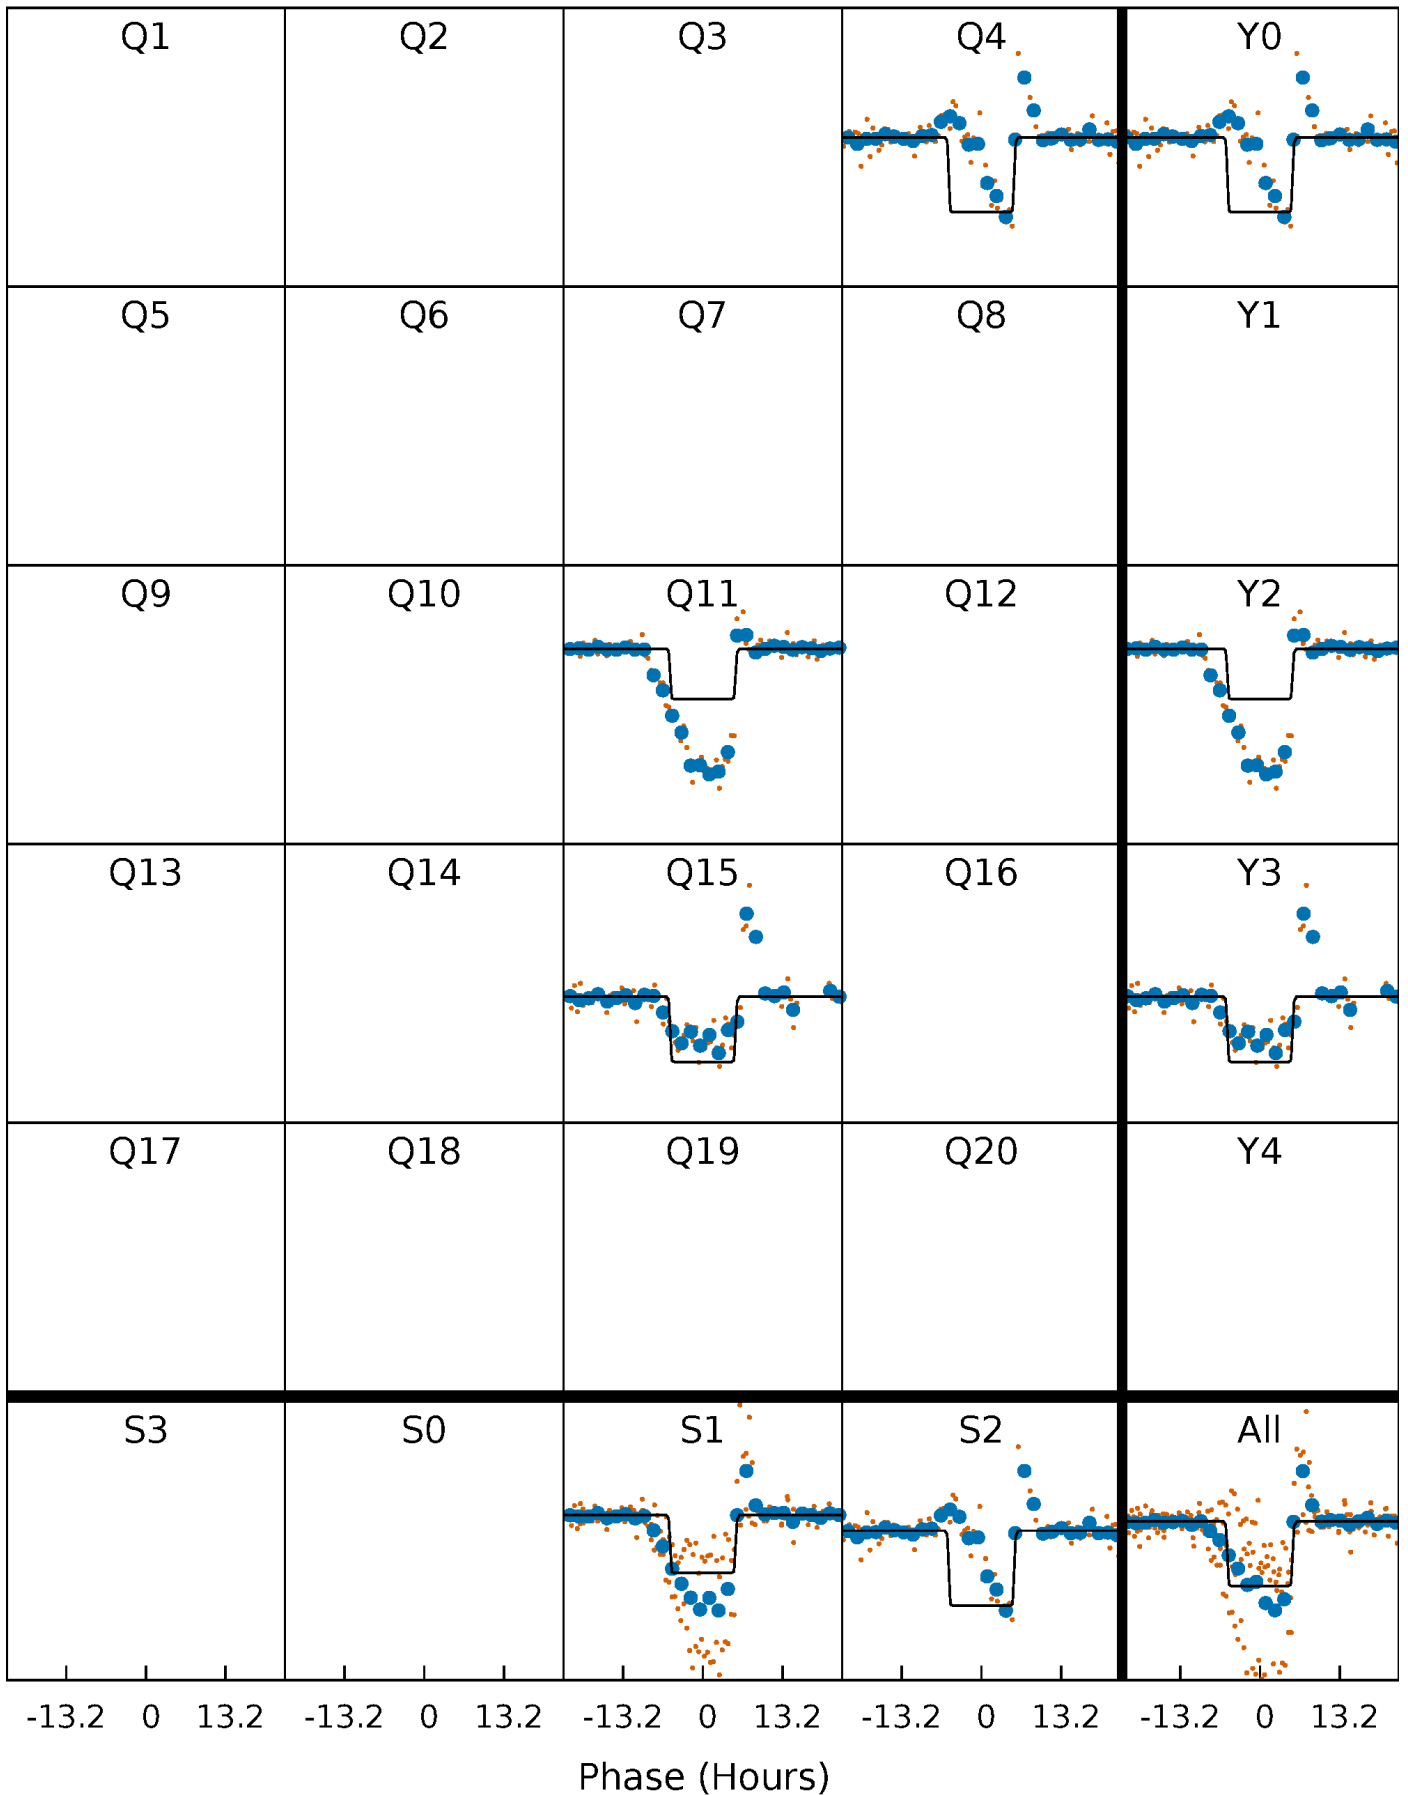 Q1 Q2 Q3 Q4 Y0
Q5 Q6 Q7 Q8 Y1
Q9 Q10 Q11 Q12 Y2
Q13 Q14 Q15 Q16 Y3
Q17 Q18 Q19 Q20 Y4
S3 S0 S1 S2 All
-13.2 0 13.2 -13.2 0 13.2 -13.2 0 13.2 -13.2 0 13.2 -13.2 0 13.2
Phase (Hours)